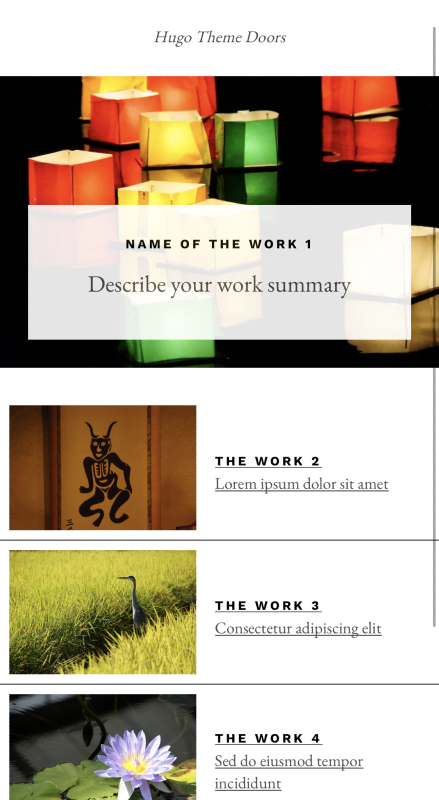 Hugo Theme Doors
NAME OF THE WORK 1
Describe your work summary
THE WORK 2
Lorem ipsum dolor sit amet
THE WORK 3
Consectetur adipiscing elit
THE WORK 4
Sed do eiusmod tempor
incididunt